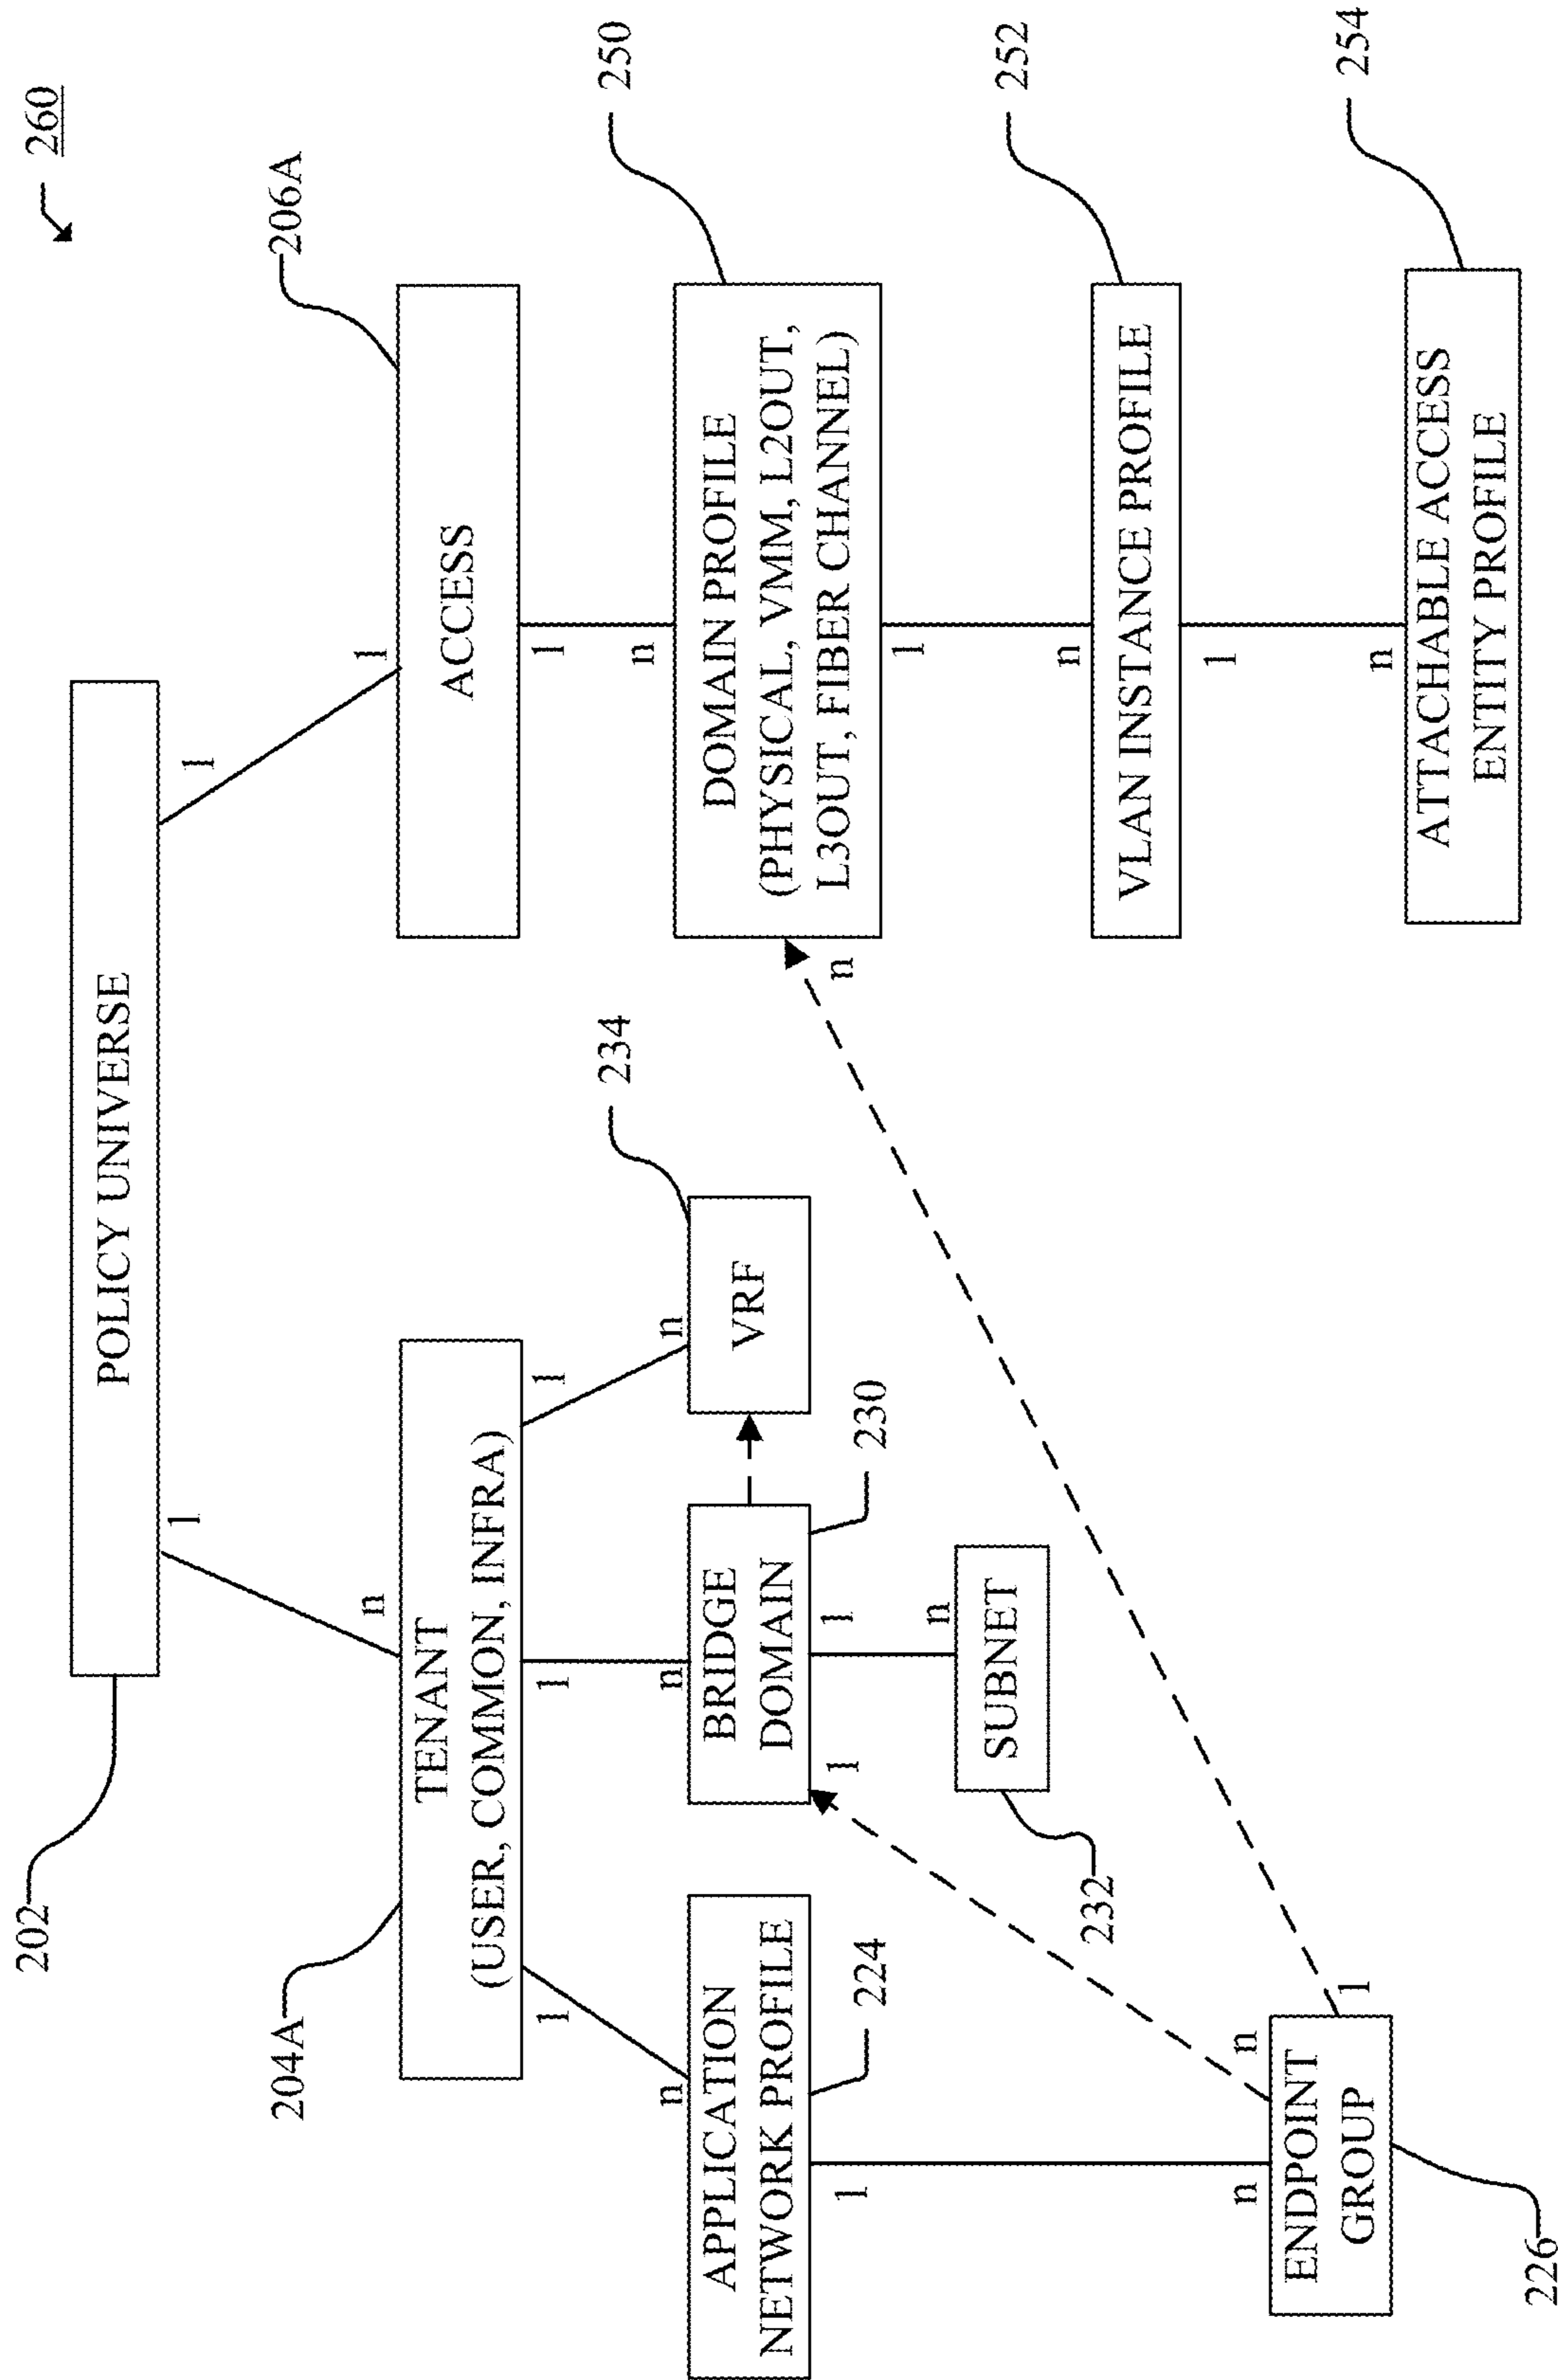 260
202
POLICY UNIVERSE
1
1
n
1
204A
TENANT
(USER, COMMON, INFRA)
206A
ACCESS
1
1
1
1
n
n
n
n
APPLICATION
NETWORK PROFILE
224
BRIDGE
DOMAIN
230
VRF
234
DOMAIN PROFILE
(PHYSICAL, VMM, L2OUT,
L3OUT, FIBER CHANNEL)
250
1
1
1
n
1
n
SUBNET
232
n
VLAN INSTANCE PROFILE
252
n
n
1
1
n
ENDPOINT
GROUP
226
ATTACHABLE ACCESS
ENTITY PROFILE
254